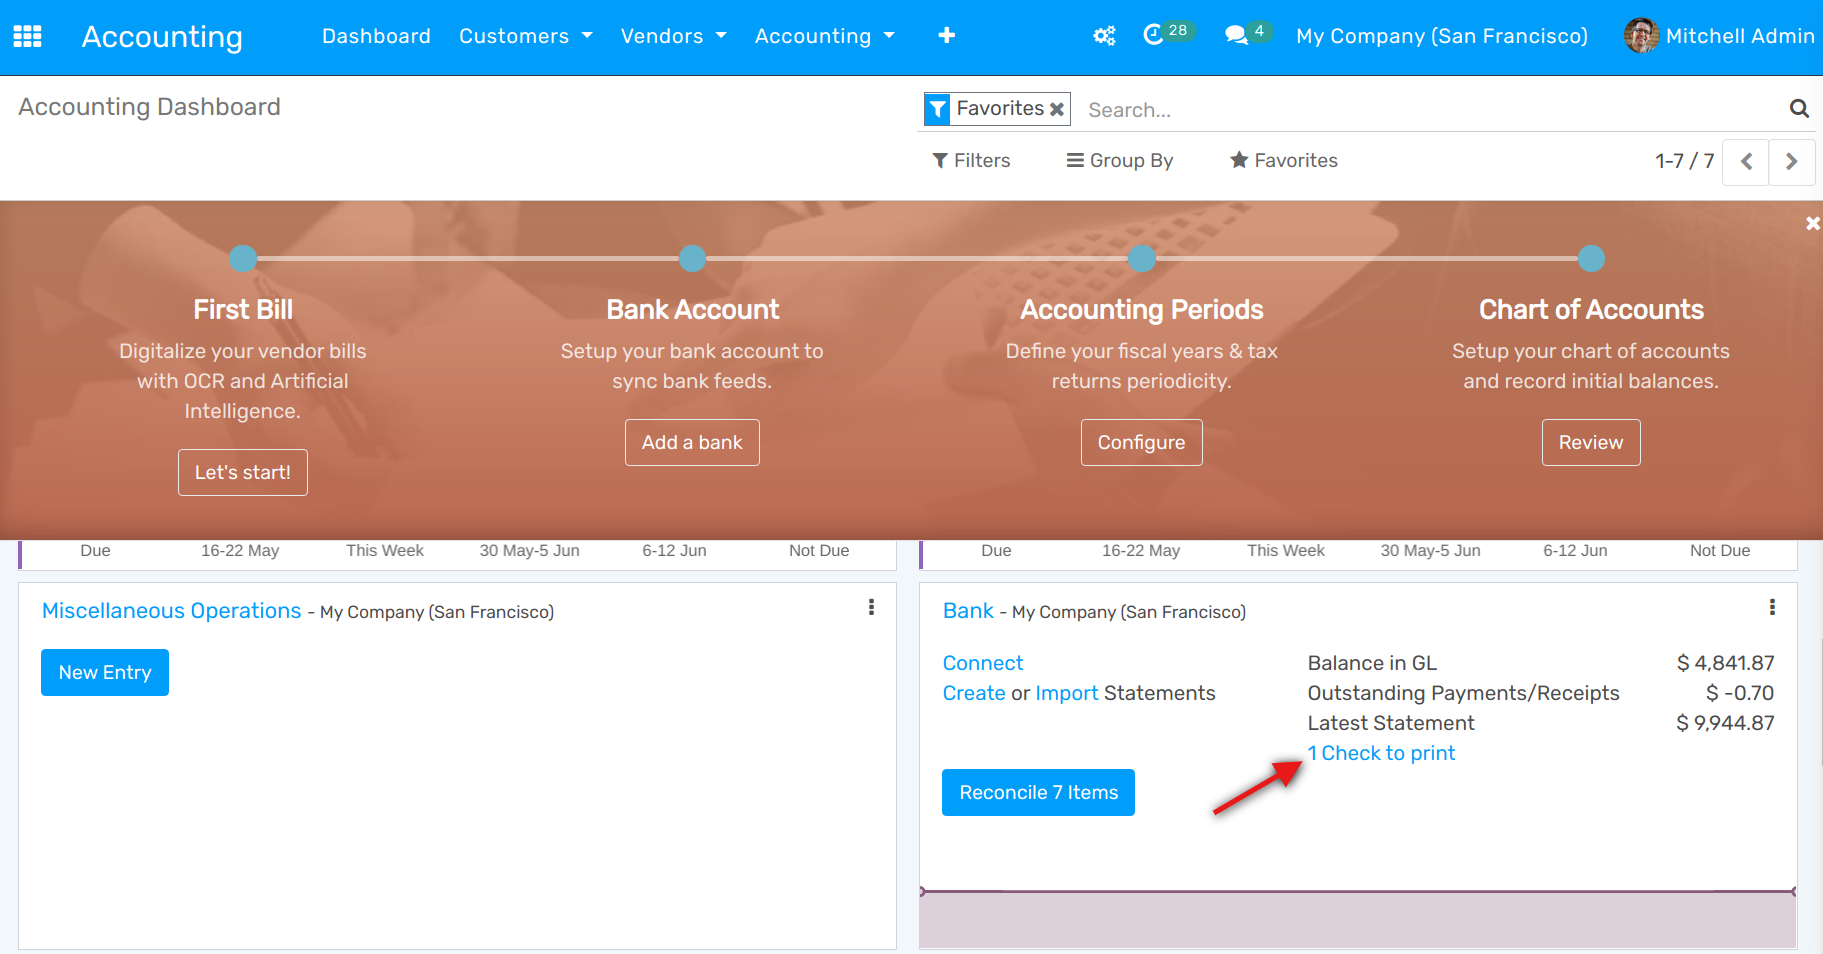 Accounting
Dashboard
Customers
Vendors
Accounting
28
4
My Company (San Francisco)
Mitchell Admin
Accounting Dashboard
Favorites
Search...
Filters
Group By
Favorites
1-7 / 7
First Bill
Digitalize your vendor bills
with OCR and Artificial
Intelligence.
Let's start!
Bank Account
Setup your bank account to
sync bank feeds.
Add a bank
Accounting Periods
Define your fiscal years & tax
returns periodicity.
Configure
Chart of Accounts
Setup your chart of accounts
and record initial balances.
Review
Due 16-22 May This Week 30 May-5 Jun 6-12 Jun Not Due
Due 16-22 May This Week 30 May-5 Jun 6-12 Jun Not Due
Miscellaneous Operations - My Company (San Francisco)
New Entry
Bank - My Company (San Francisco)
Connect
Create or Import Statements
Balance in GL $ 4,841.87
Outstanding Payments/Receipts $ -0.70
Latest Statement $ 9,944.87
1 Check to print
Reconcile 7 Items